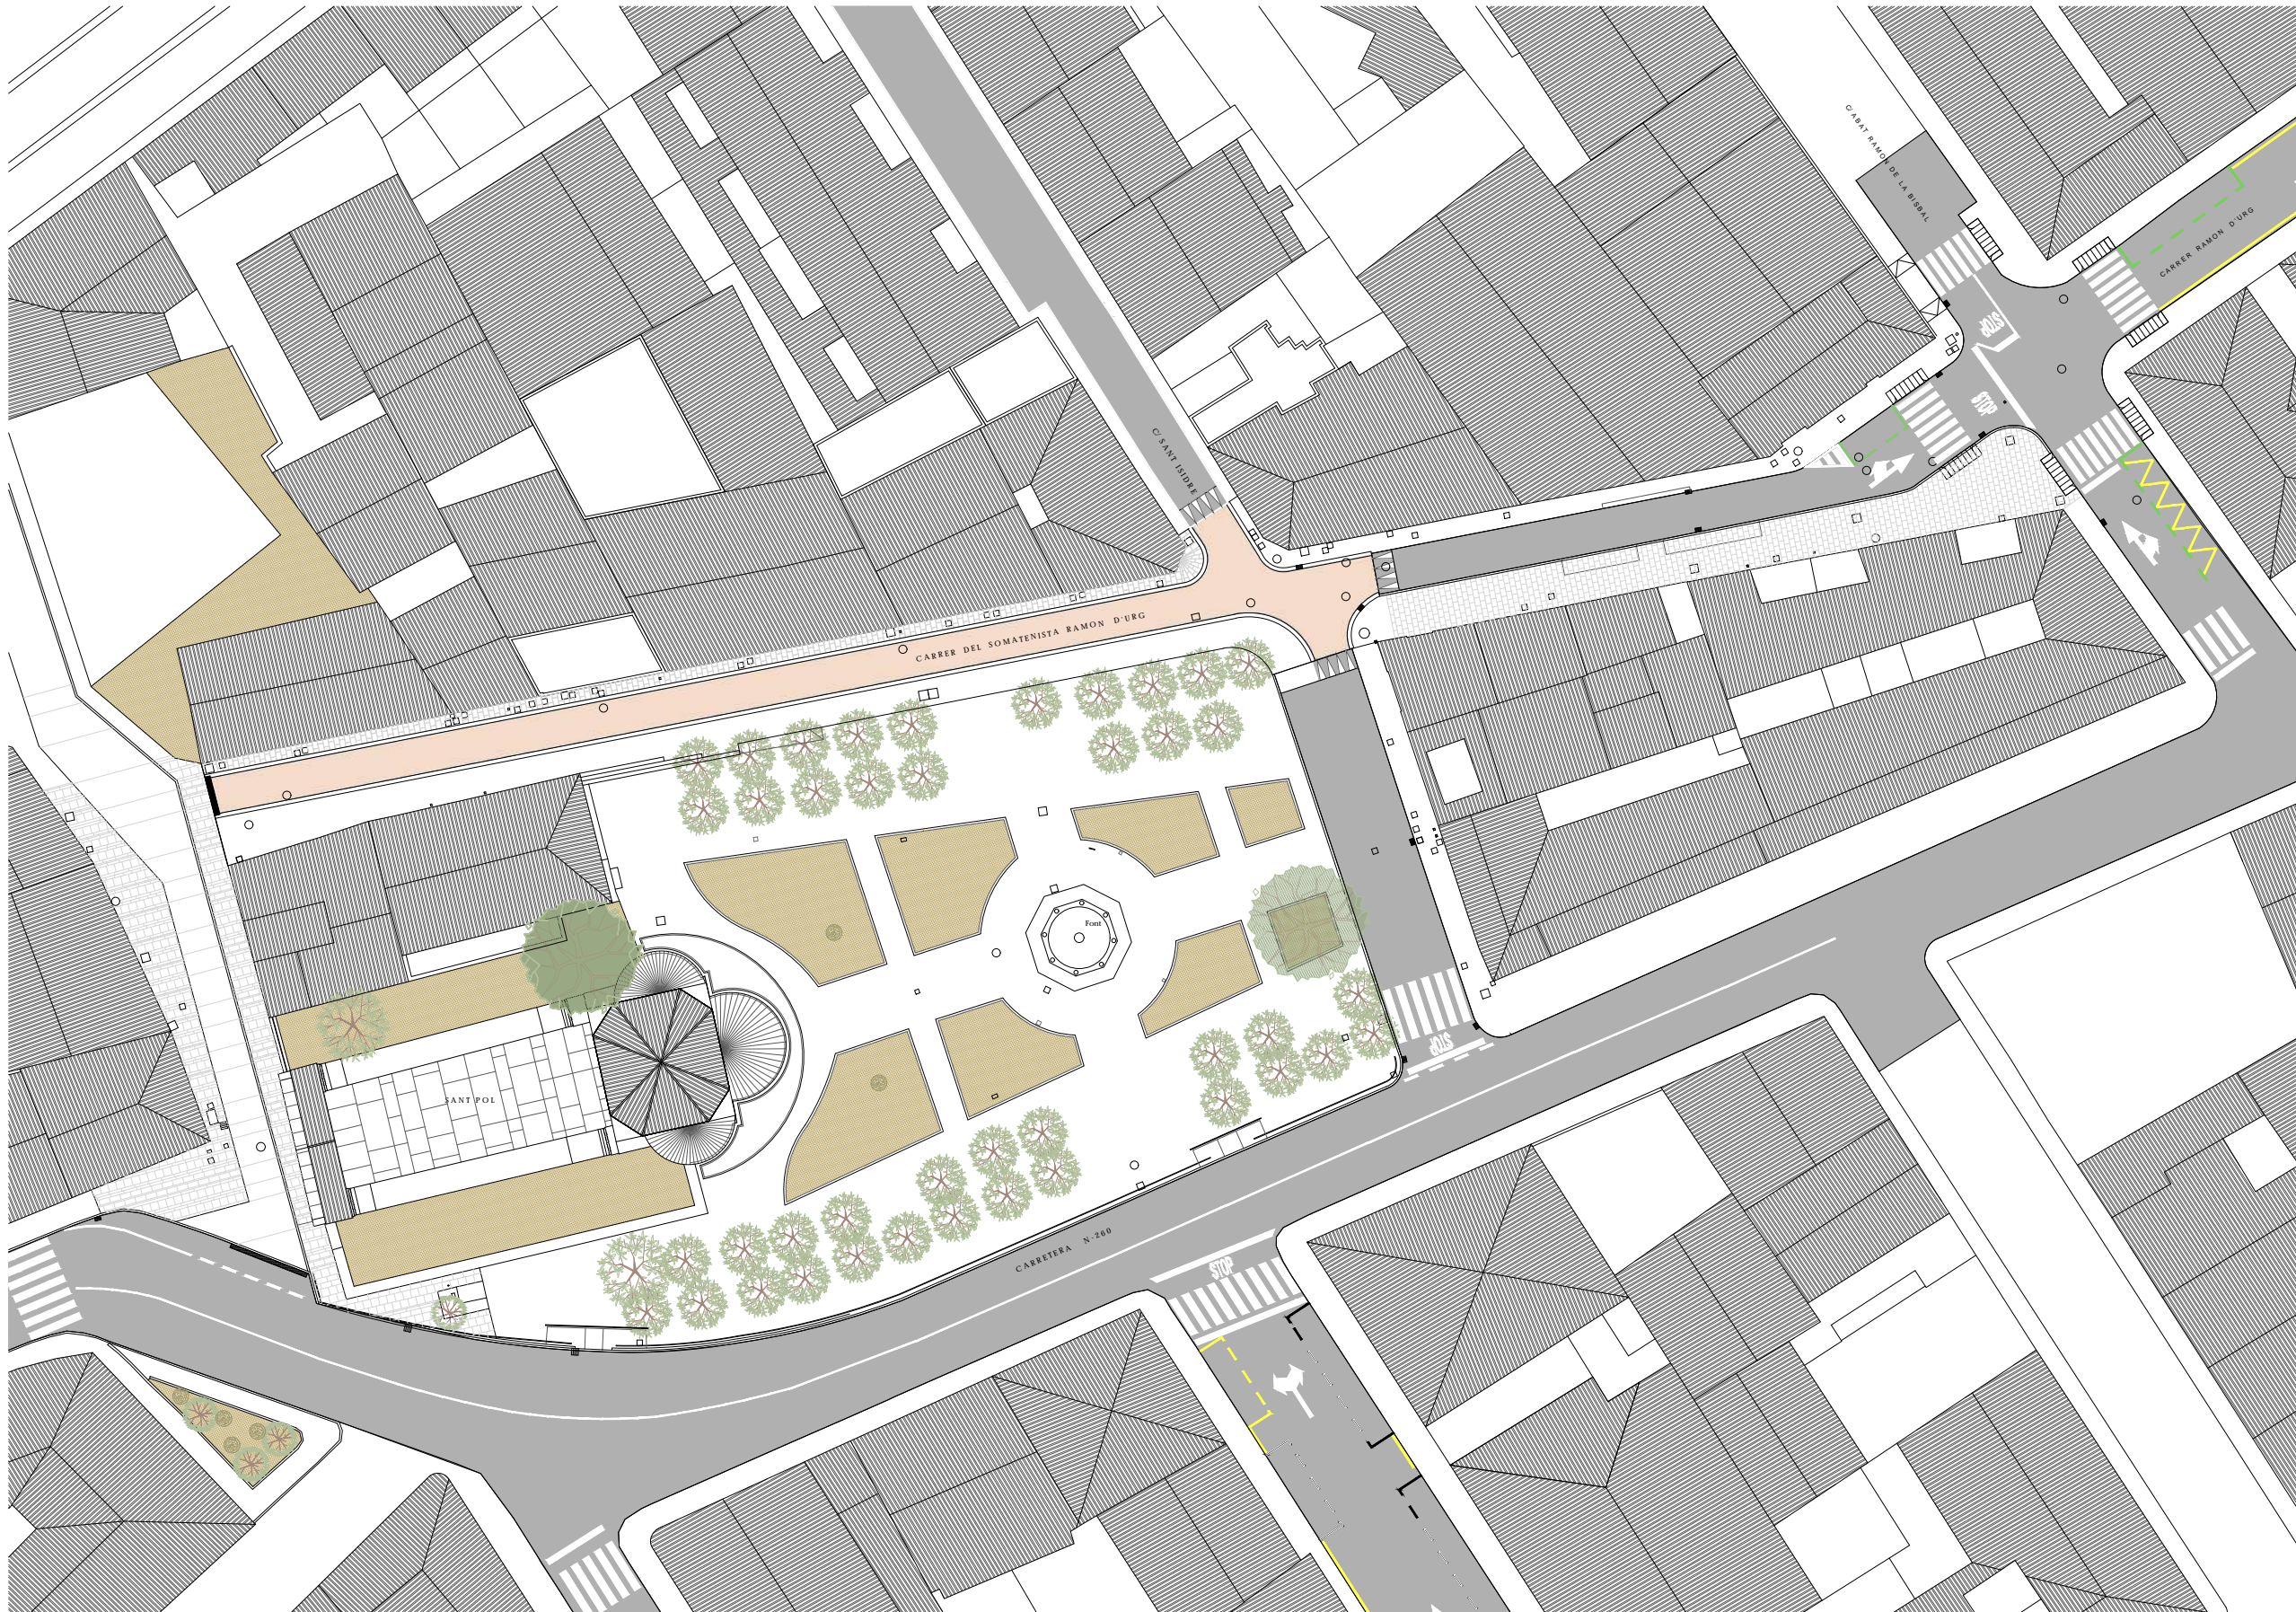 C/ ABAT RAMON DE LA BISBAL
CARRER RAMON D'URG
STOP
STOP
C/ SANT ISIDRE
CARRER DEL SOMATENISTA RAMON D'URG
Font
STOP
SANT POL
CARRETERA N-260
STOP